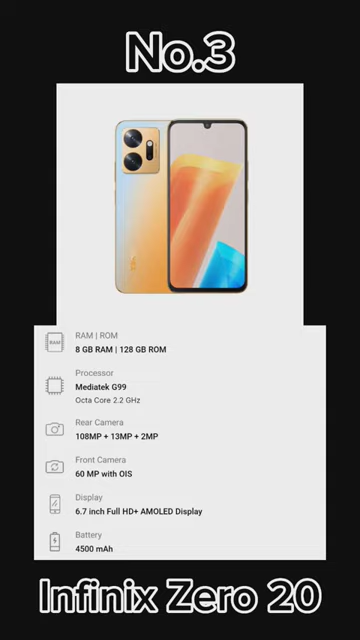 No.3
RAM | ROM
RAM
8 GB RAM | 128 GB ROM
Processor
Mediatek G99
Octa Core 2.2 GHz
Rear Camera
108MP + 13MP + 2MP
Front Camera
60 MP with OIS
Display
6.7 inch Full HD+ AMOLED Display
Battery
4500 mAh
Infinix Zero 20